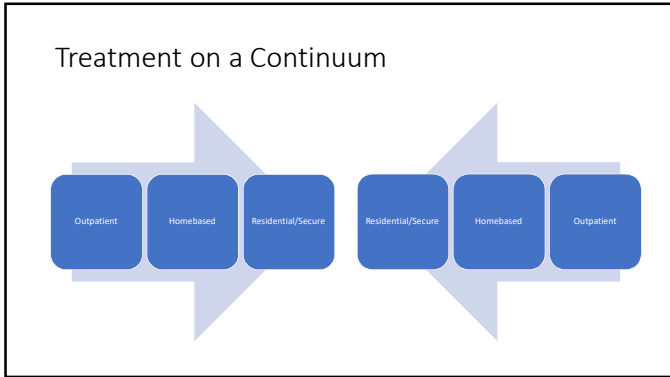 Treatment on a Continuum
Outpatient
Homebased
Residential/Secure
Residential/Secure
Homebased
Outpatient